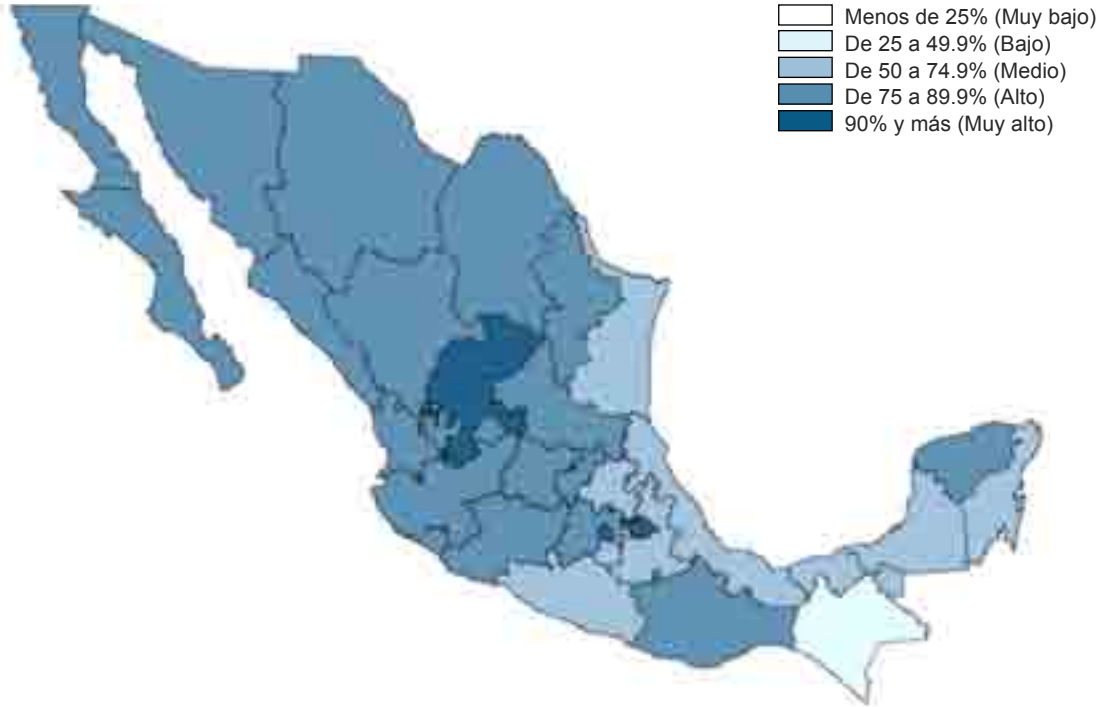 Menos de 25% (Muy bajo)
De 25 a 49.9% (Bajo)
De 50 a 74.9% (Medio)
De 75 a 89.9% (Alto)
90% y más (Muy alto)